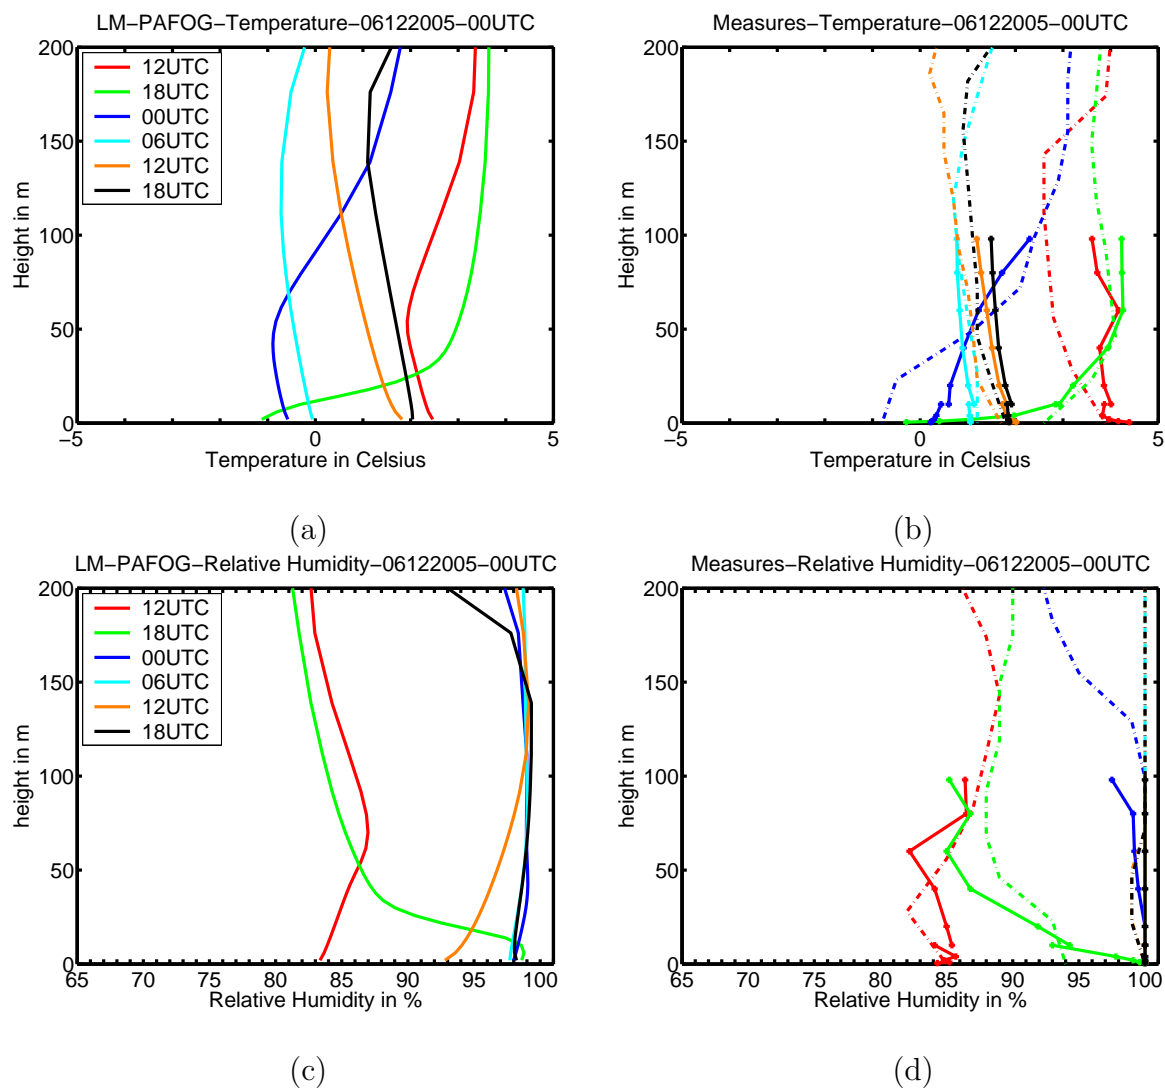 LM−PAFOG−Temperature−06122005−00UTC
200
150
100
50
0
Height in m
12UTC
18UTC
00UTC
06UTC
12UTC
18UTC
−5 0 5
Temperature in Celsius
(a)
Measures−Temperature−06122005−00UTC
200
150
100
50
0
Height in m
−5 0 5
Temperature in Celsius
(b)
LM−PAFOG−Relative Humidity−06122005−00UTC
200
150
100
50
0
height in m
12UTC
18UTC
00UTC
06UTC
12UTC
18UTC
65 70 75 80 85 90 95 100
Relative Humidity in %
(c)
Measures−Relative Humidity−06122005−00UTC
200
150
100
50
0
height in m
65 70 75 80 85 90 95 100
Relative Humidity in %
(d)